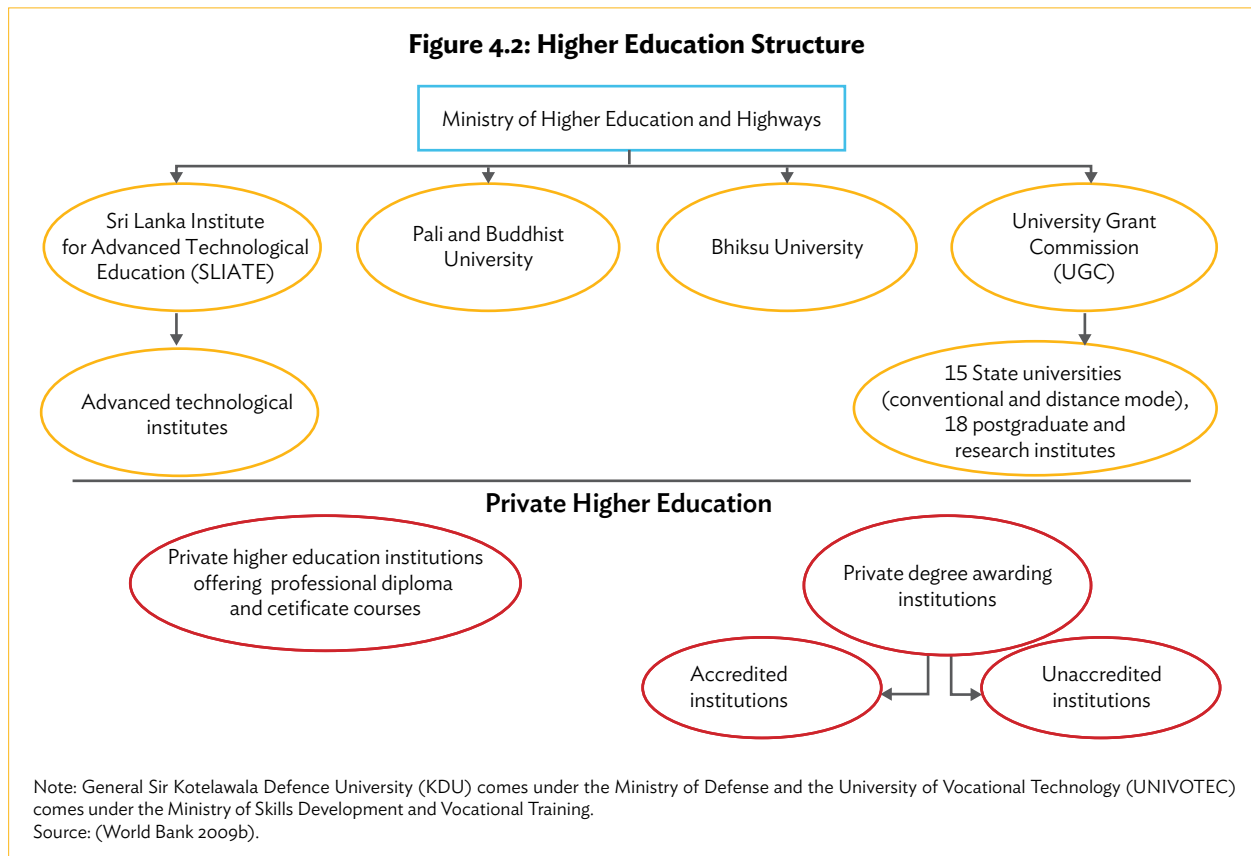 Figure 4.2: Higher Education Structure
Ministry of Higher Education and Highways
Sri Lanka Institute
for Advanced Technological
Education (SLIATE)
Pali and Buddhist
University
Bhiksu University
University Grant
Commission
(UGC)
Advanced technological
institutes
15 State universities
(conventional and distance mode),
18 postgraduate and
research institutes
Private Higher Education
Private higher education institutions
offering professional diploma
and cetificate courses
Private degree awarding
institutions
Accredited
institutions
Unaccredited
institutions
Note: General Sir Kotelawala Defence University (KDU) comes under the Ministry of Defense and the University of Vocational Technology (UNIVOTEC)
comes under the Ministry of Skills Development and Vocational Training.
Source: (World Bank 2009b).